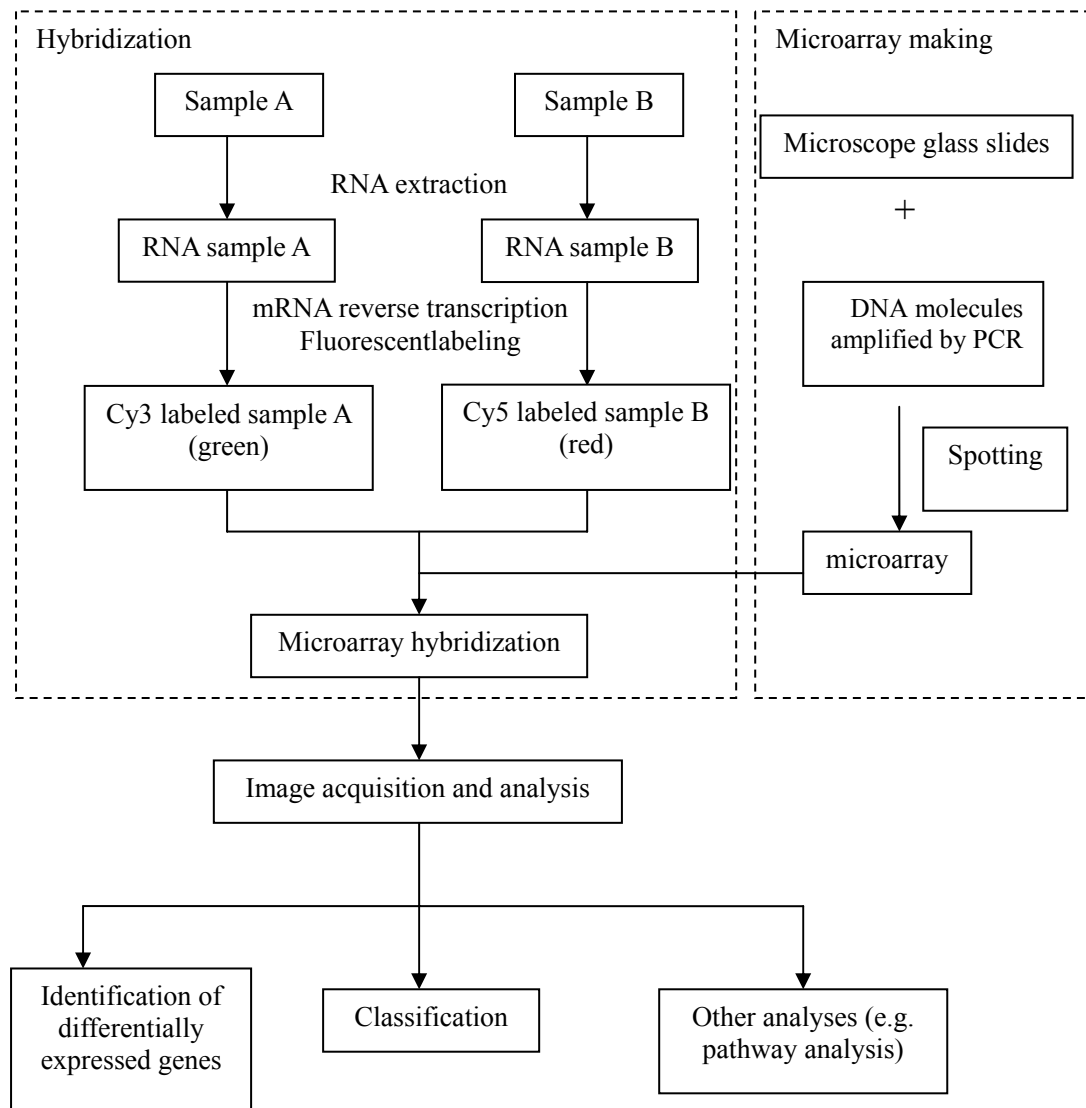 Hybridization
Sample A
Sample B
RNA extraction
RNA sample A
RNA sample B
mRNA reverse transcription
Fluorescentlabeling
Cy3 labeled sample A
(green)
Cy5 labeled sample B
(red)
Microarray hybridization
Microarray making
Microscope glass slides
+
DNA molecules
amplified by PCR
Spotting
microarray
Image acquisition and analysis
Identification of
differentially
expressed genes
Classification
Other analyses (e.g.
pathway analysis)